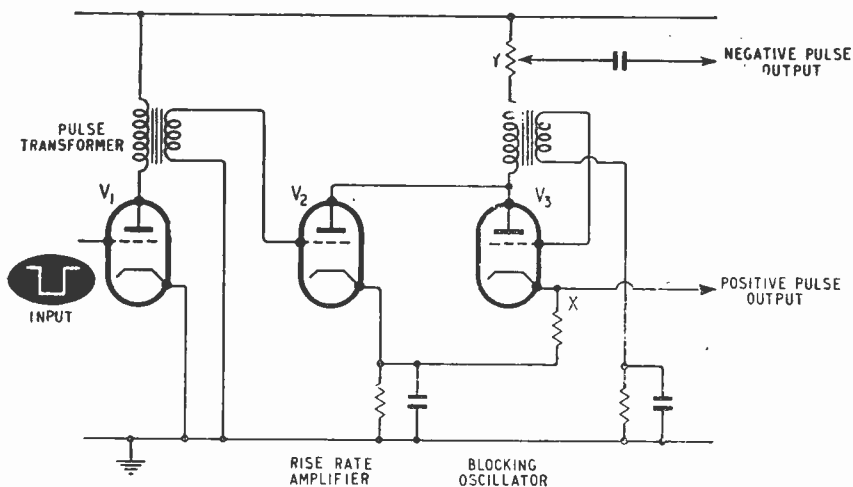 Y
NEGATIVE PULSE
OUTPUT
PULSE
TRANSFORMER
V1
V2
V3
INPUT
X
POSITIVE PULSE
OUTPUT
RISE RATE
AMPLIFIER
BLOCKING
OSCILLATOR